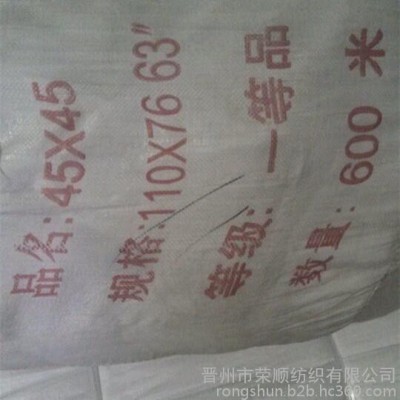 品名:45X45
规格:110X76 63"
等级:一等品
数量:600 米
晋州市荣顺纺织有限公司
rongshun.b2b.hc360.com